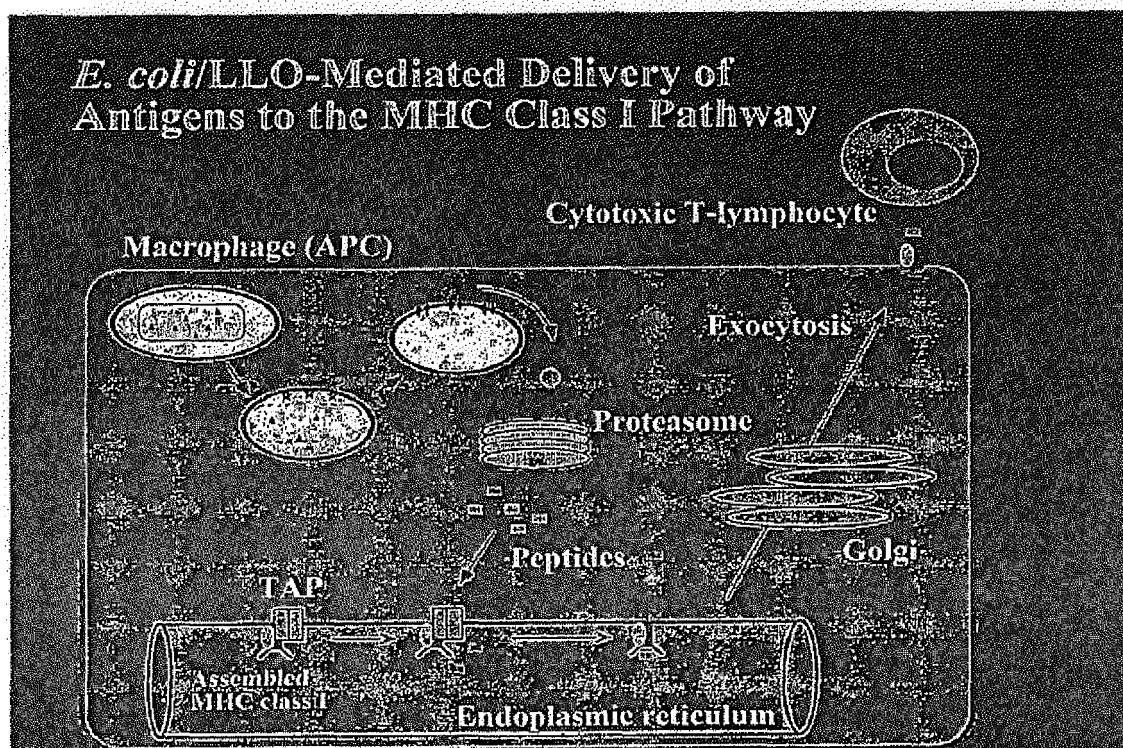 E. coli/LLO-Mediated Delivery of
Antigens to the MHC Class I Pathway
Cytotoxic T-lymphocyte
Macrophage (APC)
Exocytosis
Proteasome
Peptides
Golgi
TAP
Assembled
MHC class I
Endoplasmic reticulum